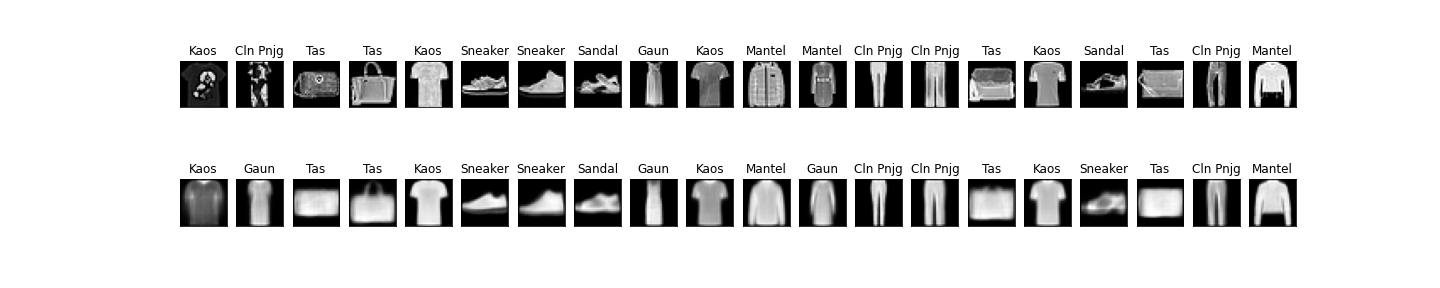 Kaos Cln Pnjg Tas Tas Kaos Sneaker Sneaker Sandal Gaun Kaos Mantel Mantel Cln Pnjg Cln Pnjg Tas Kaos Sandal Tas Cln Pnjg Mantel
Kaos Gaun Tas Tas Kaos Sneaker Sneaker Sandal Gaun Kaos Mantel Gaun Cln Pnjg Cln Pnjg Tas Kaos Sneaker Tas Cln Pnjg Mantel